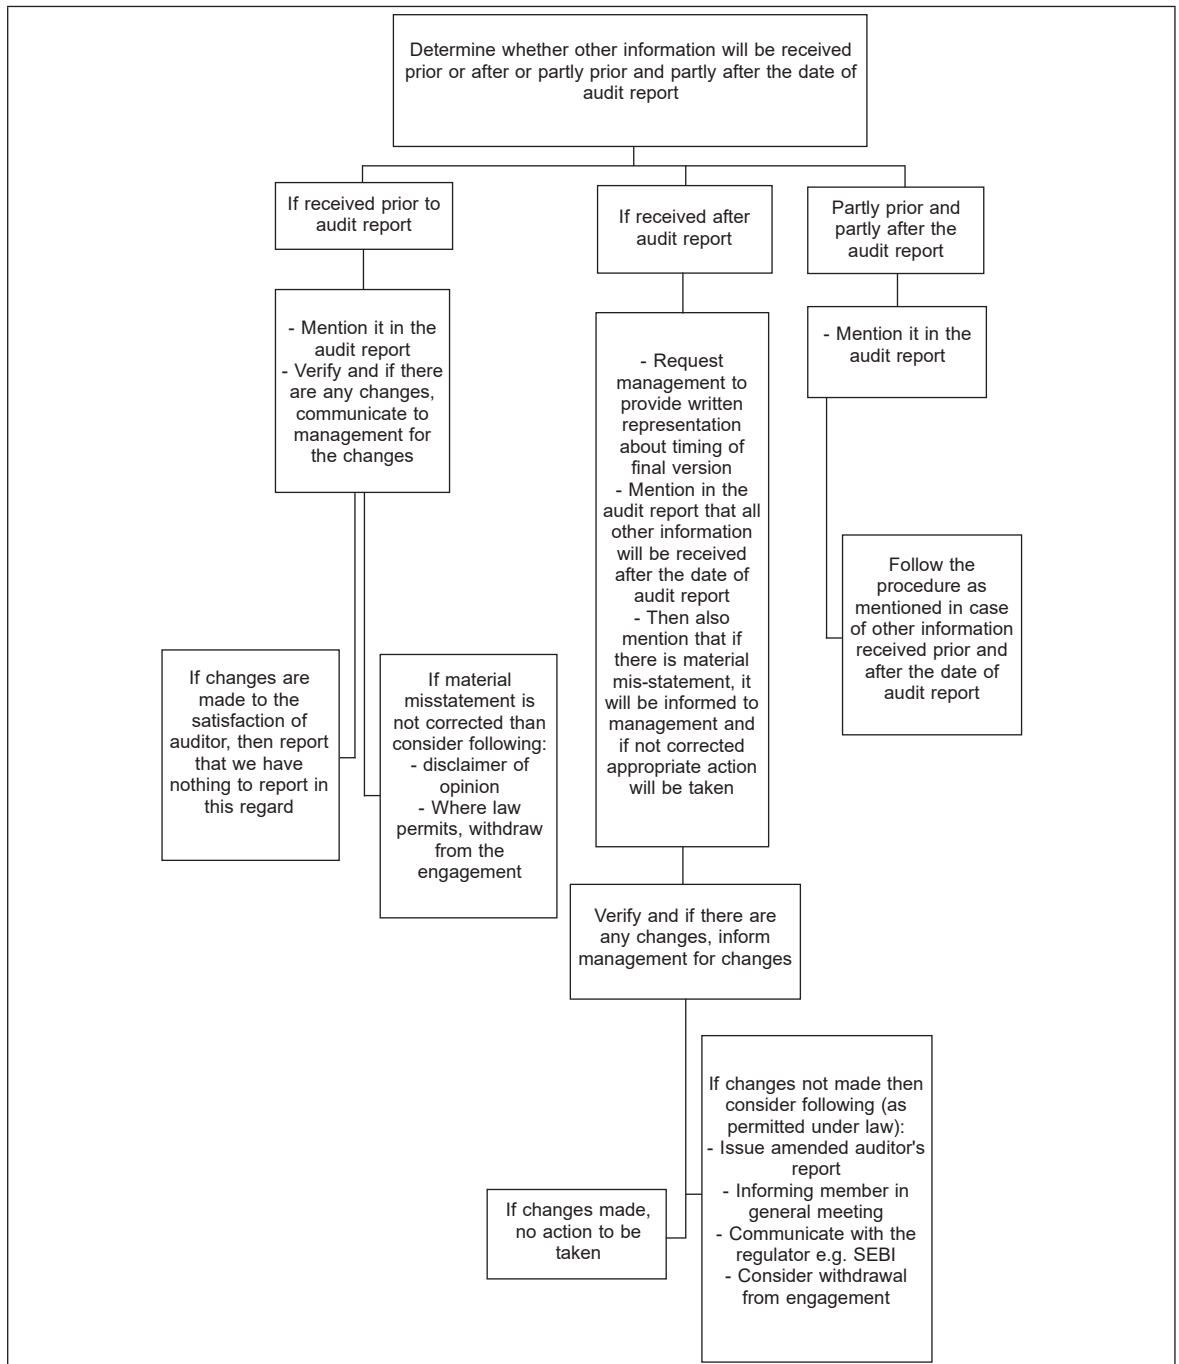 Determine whether other information will be received
prior or after or partly prior and partly after the date of
audit report
If received prior to
audit report
If received after
audit report
Partly prior and
partly after the
audit report
- Mention it in the
audit report
- Verify and if there
are any changes,
communicate to
management for
the changes
- Request
management to
provide written
representation
about timing of
final version
- Mention in the
audit report that all
other information
will be received
after the date of
audit report
- Then also
mention that if
there is material
mis-statement, it
will be informed to
management and
if not corrected
appropriate action
will be taken
- Mention it in the
audit report
Follow the
procedure as
mentioned in case
of other information
received prior and
after the date of
audit report
If changes are
made to the
satisfaction of
auditor, then report
that we have
nothing to report in
this regard
If material
misstatement is
not corrected than
consider following:
- disclaimer of
opinion
- Where law
permits, withdraw
from the
engagement
Verify and if there are
any changes, inform
management for changes
If changes made,
no action to be
taken
If changes not made then
consider following (as
permitted under law):
- Issue amended auditor's
report
- Informing member in
general meeting
- Communicate with the
regulator e.g. SEBI
- Consider withdrawal
from engagement